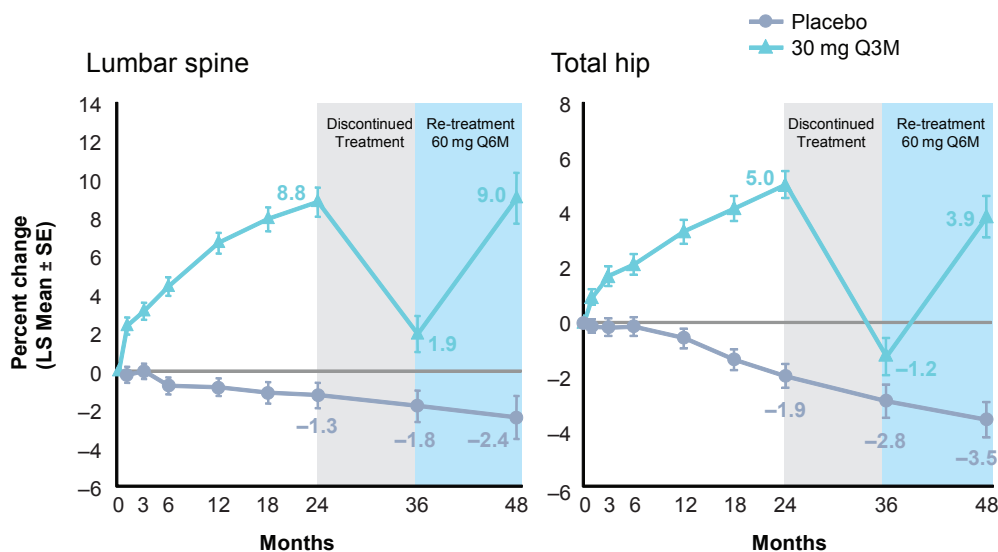 Placebo
30 mg Q3M
Lumbar spine
Total hip
Percent change
(LS Mean ± SE)
14
12
10
8
6
4
2
0
–2
–4
–6
Discontinued
Treatment
Re-treatment
60 mg Q6M
8.8
9.0
1.9
–1.3
–1.8
–2.4
0 3 6 12 18 24 36 48
Months
8
6
4
2
0
–2
–4
–6
Discontinued
Treatment
Re-treatment
60 mg Q6M
5.0
3.9
–1.2
–1.9
–2.8
–3.5
0 3 6 12 18 24 36 48
Months